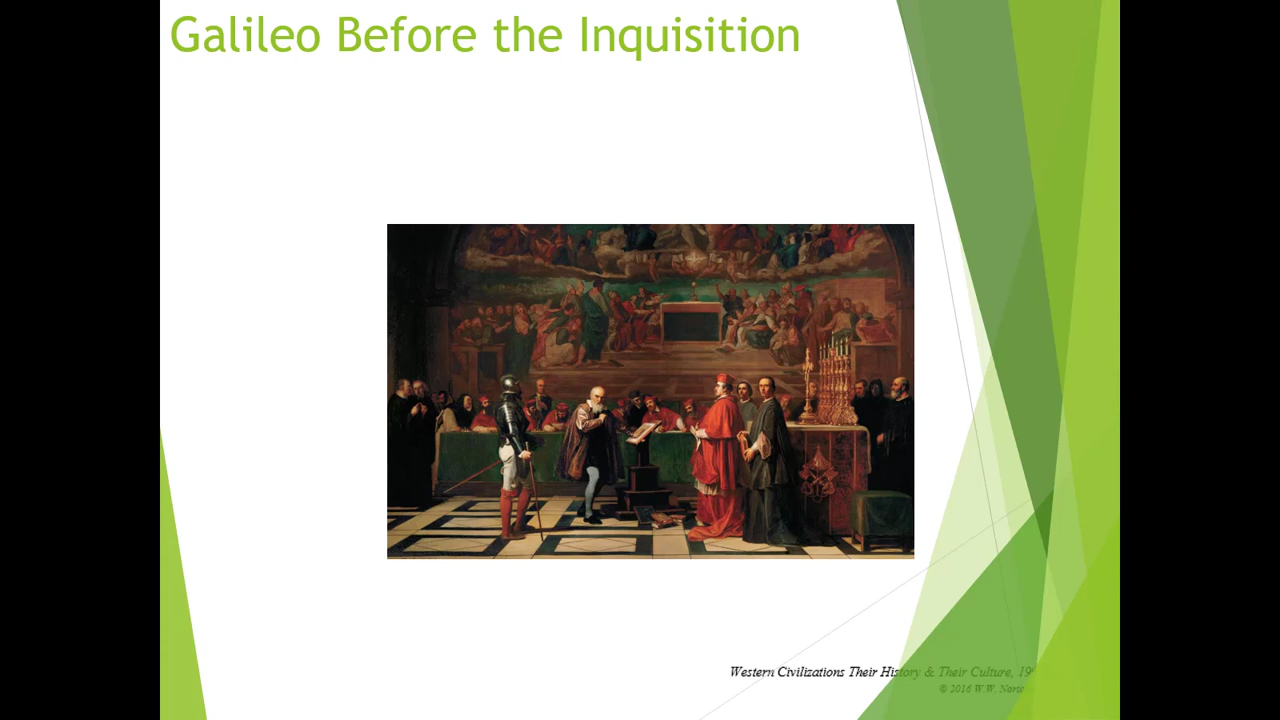 Galileo Before the Inquisition
Western Civilizations Their History & Their Culture,
© 2016 W.W.